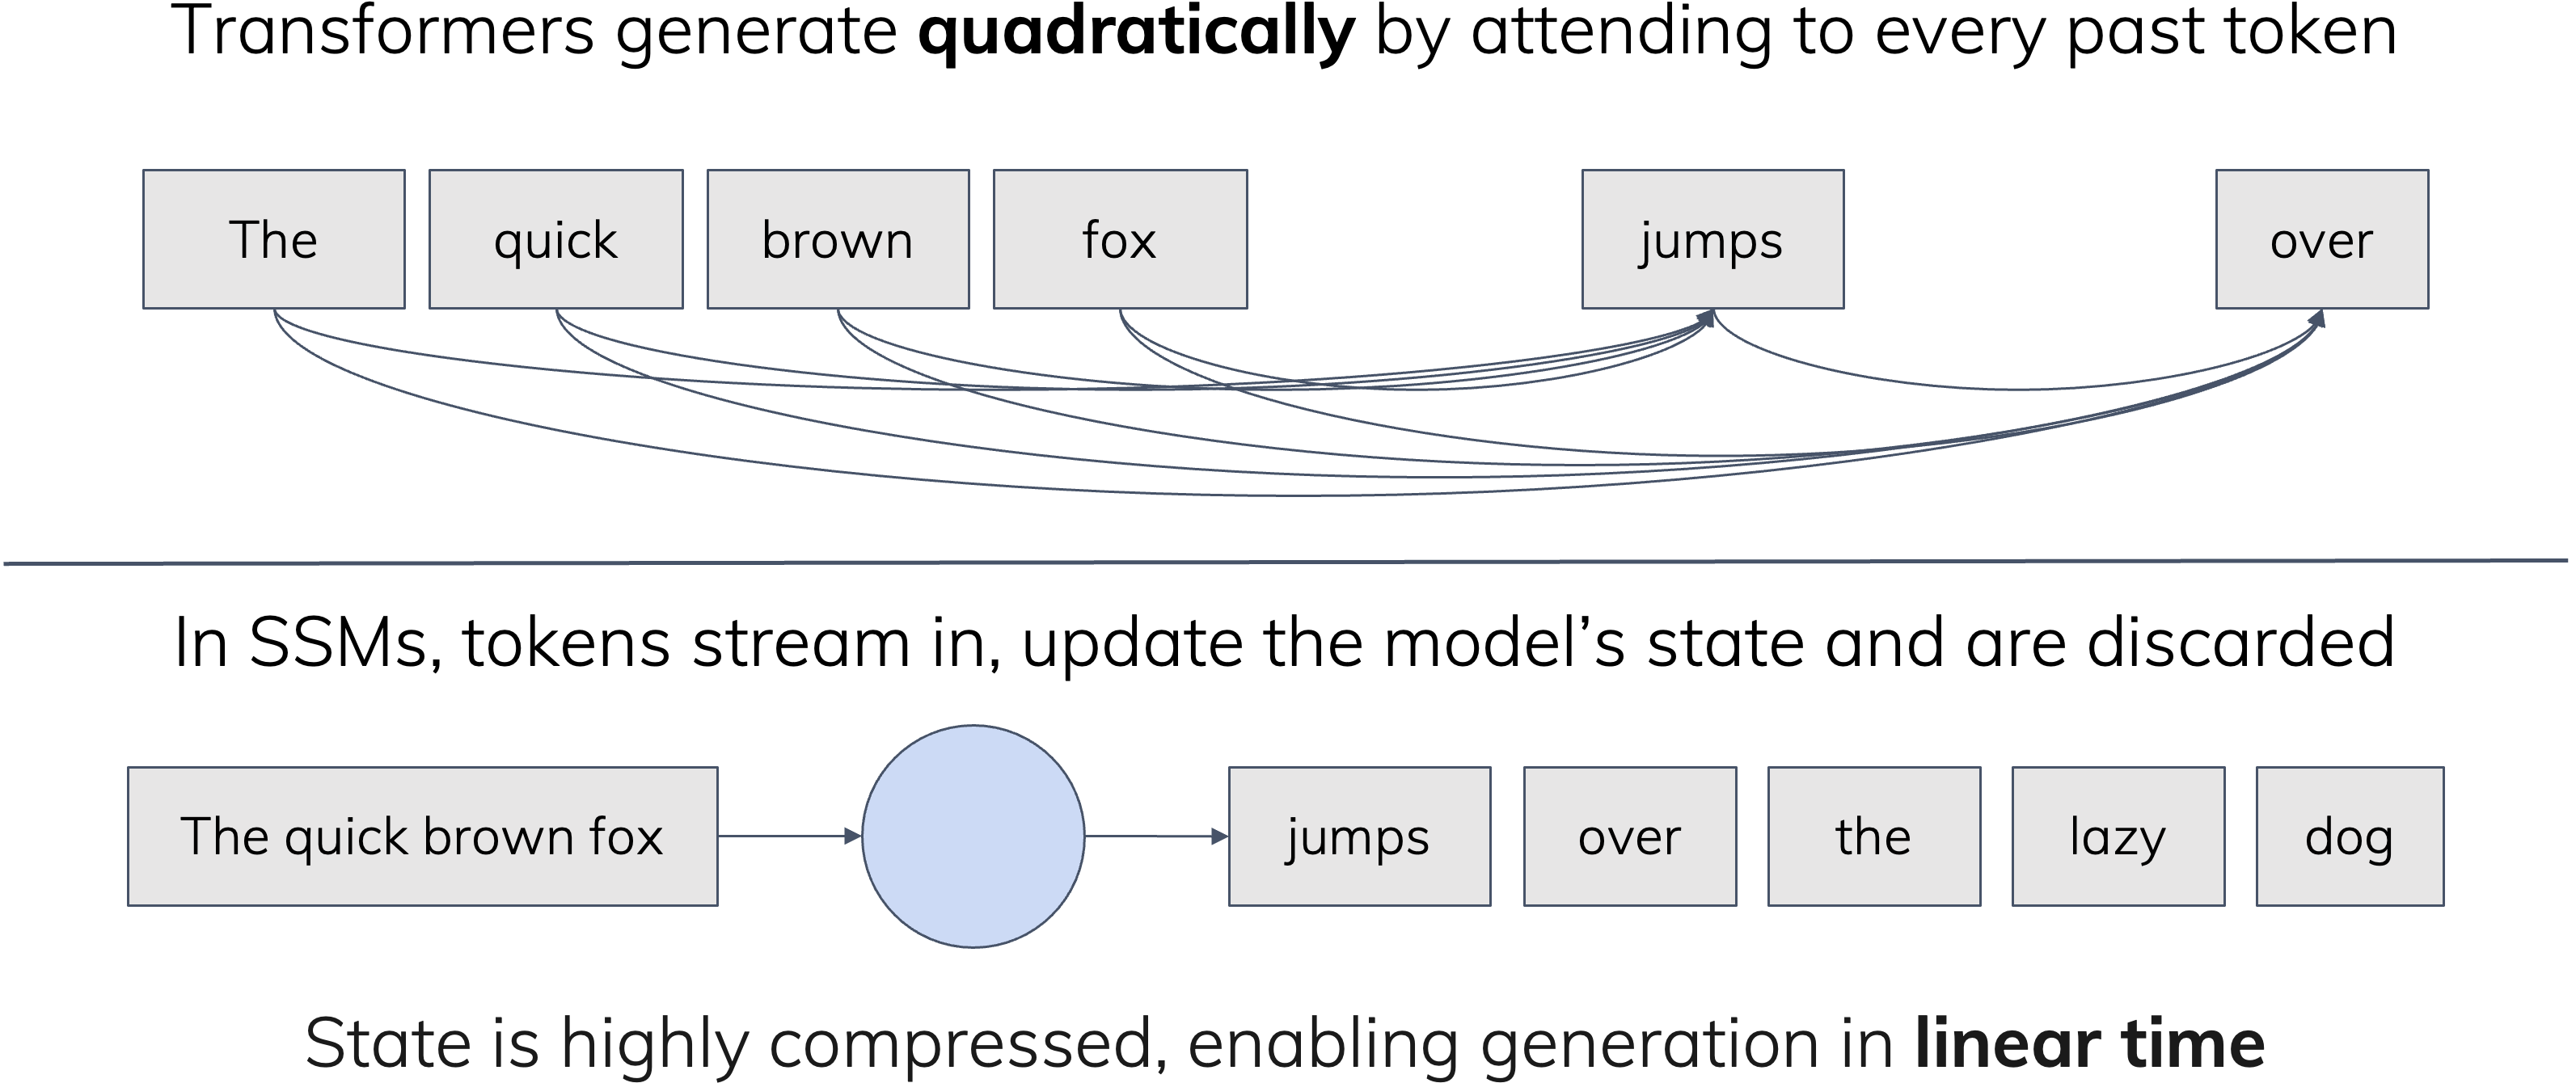 Transformers generate quadratically by attending to every past token
The quick brown fox jumps over
In SSMs, tokens stream in, update the model’s state and are discarded
The quick brown fox jumps over the lazy dog
State is highly compressed, enabling generation in linear time